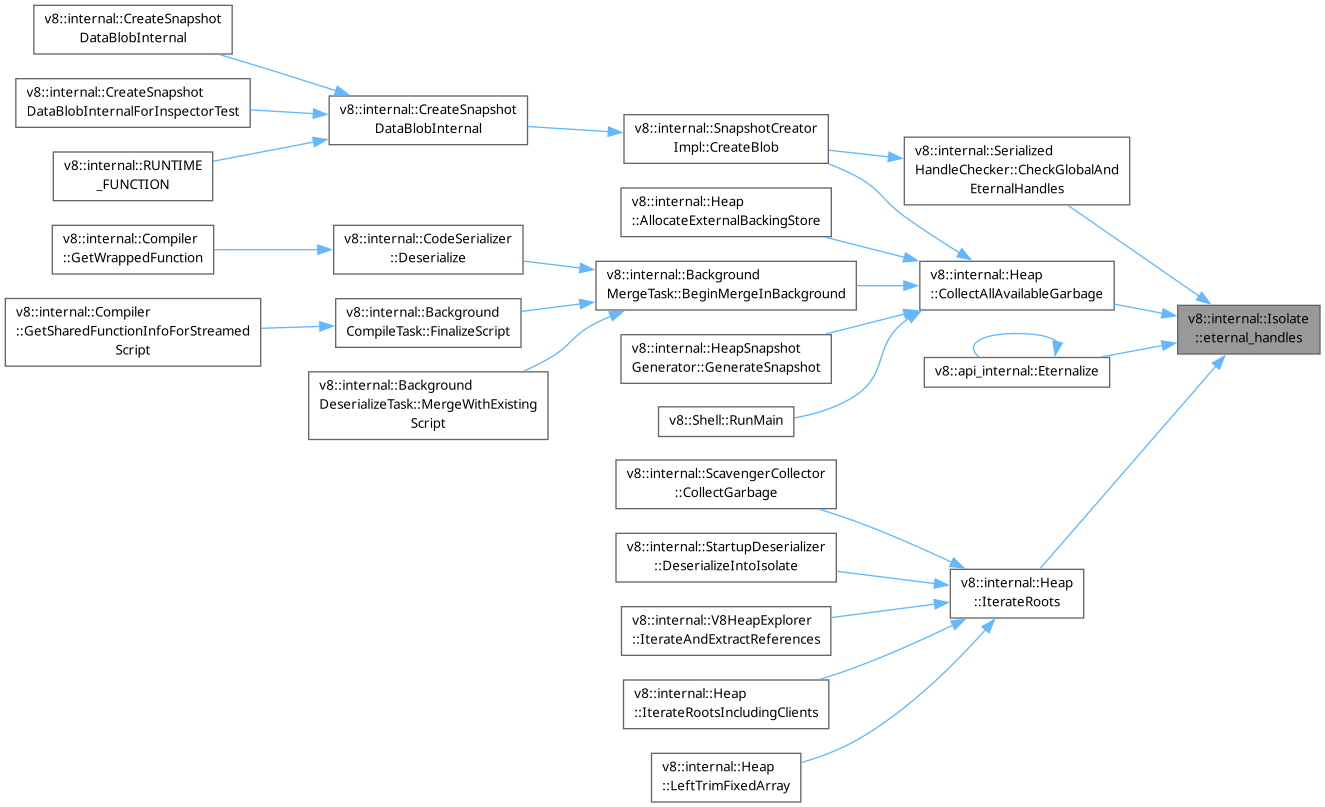 v8::internal::CreateSnapshot
DataBlobInternal
v8::internal::CreateSnapshot
DataBlobInternalForInspectorTest
v8::internal::RUNTIME
_FUNCTION
v8::internal::Compiler
::GetWrappedFunction
v8::internal::Compiler
::GetSharedFunctionInfoForStreamed
Script
v8::internal::CreateSnapshot
DataBlobInternal
v8::internal::CodeSerializer
::Deserialize
v8::internal::Background
CompileTask::FinalizeScript
v8::internal::Background
DeserializeTask::MergeWithExisting
Script
v8::internal::SnapshotCreator
Impl::CreateBlob
v8::internal::Heap
::AllocateExternalBackingStore
v8::internal::Background
MergeTask::BeginMergeInBackground
v8::internal::HeapSnapshot
Generator::GenerateSnapshot
v8::Shell::RunMain
v8::internal::ScavengerCollector
::CollectGarbage
v8::internal::StartupDeserializer
::DeserializeIntoIsolate
v8::internal::V8HeapExplorer
::IterateAndExtractReferences
v8::internal::Heap
::IterateRootsIncludingClients
v8::internal::Heap
::LeftTrimFixedArray
v8::internal::Serialized
HandleChecker::CheckGlobalAnd
EternalHandles
v8::internal::Heap
::CollectAllAvailableGarbage
v8::api_internal::Eternalize
v8::internal::Heap
::IterateRoots
v8::internal::Isolate
::eternal_handles